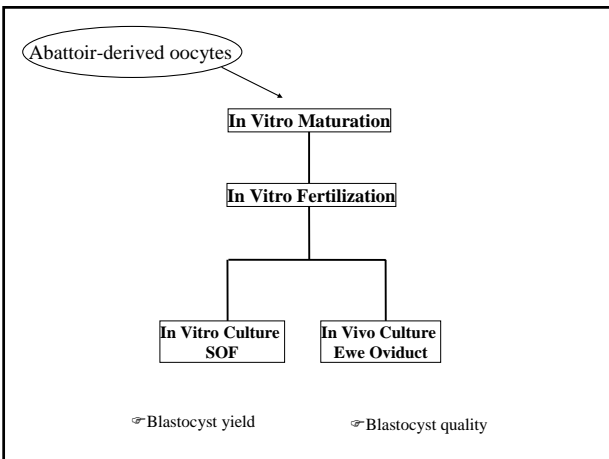 Abattoir-derived oocytes
In Vitro Maturation
In Vitro Fertilization
In Vitro Culture
SOF
In Vivo Culture
Ewe Oviduct
☞Blastocyst yield
☞Blastocyst quality